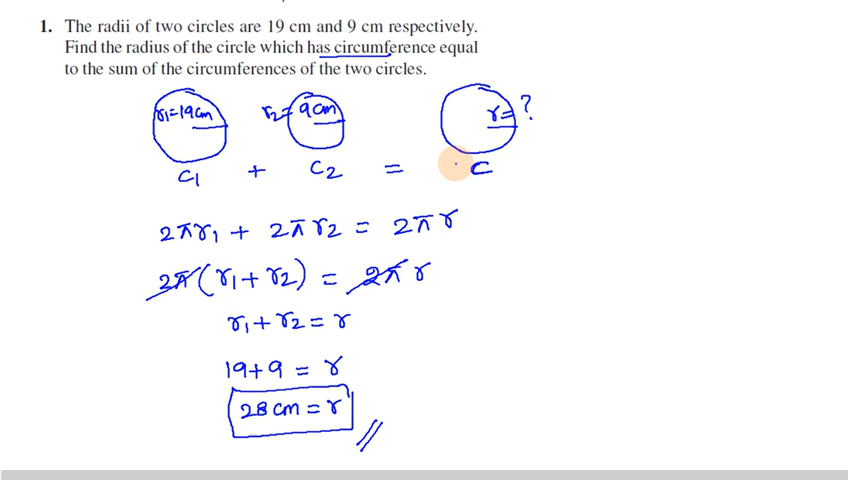 1. The radii of two circles are 19 cm and 9 cm respectively.
Find the radius of the circle which has circumference equal
to the sum of the circumferences of the two circles.
r1=19cm r2=9cm r=?
C1 + C2 = C
2πr1 + 2πr2 = 2πr
2π(r1+r2) = 2πr
r1+r2=r
19+9=r
28cm=r